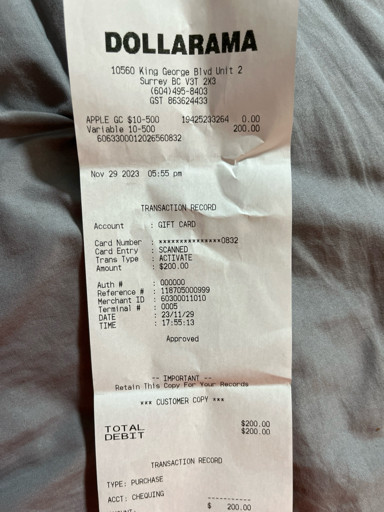 DOLLARAMA
10560 King George Blvd Unit 2
Surrey BC V3T 2X3
(604)495-8403
GST 863624433
APPLE GC $10-500 19425233264 0.00
Variable 10-500 200.00
6063300012026560832
Nov 29 2023 05:55 pm
TRANSACTION RECORD
Account : GIFT CARD
Card Number : ***************0832
Card Entry : SCANNED
Trans Type : ACTIVATE
Amount : $200.00
Auth # : 000000
Reference # : 118705000999
Merchant ID : 60300011010
Terminal # : 0005
DATE : 23/11/29
TIME : 17:55:13
Approved
-- IMPORTANT --
Retain This Copy For Your Records
*** CUSTOMER COPY ***
TOTAL $200.00
DEBIT $200.00
TRANSACTION RECORD
TYPE: PURCHASE
ACCT: CHEQUING
----------
$ 200.00